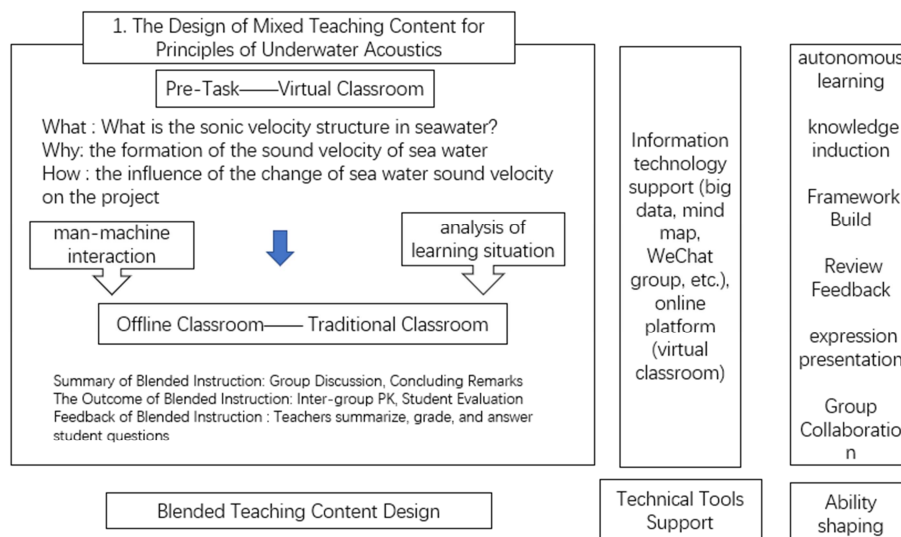 1. The Design of Mixed Teaching Content for
Principles of Underwater Acoustics
Pre-Task——Virtual Classroom
What : What is the sonic velocity structure in seawater?
Why: the formation of the sound velocity of sea water
How : the influence of the change of sea water sound velocity
on the project
man-machine
interaction
analysis of
learning situation
Offline Classroom—— Traditional Classroom
Summary of Blended Instruction: Group Discussion, Concluding Remarks
The Outcome of Blended Instruction: Inter-group PK, Student Evaluation
Feedback of Blended Instruction : Teachers summarize, grade, and answer
student questions
Blended Teaching Content Design
Information
technology
support (big
data, mind
map,
WeChat
group, etc.),
online
platform
(virtual
classroom)
Technical Tools
Support
autonomous
learning
knowledge
induction
Framework
Build
Review
Feedback
expression
presentation
Group
Collaboratio
n
Ability
shaping